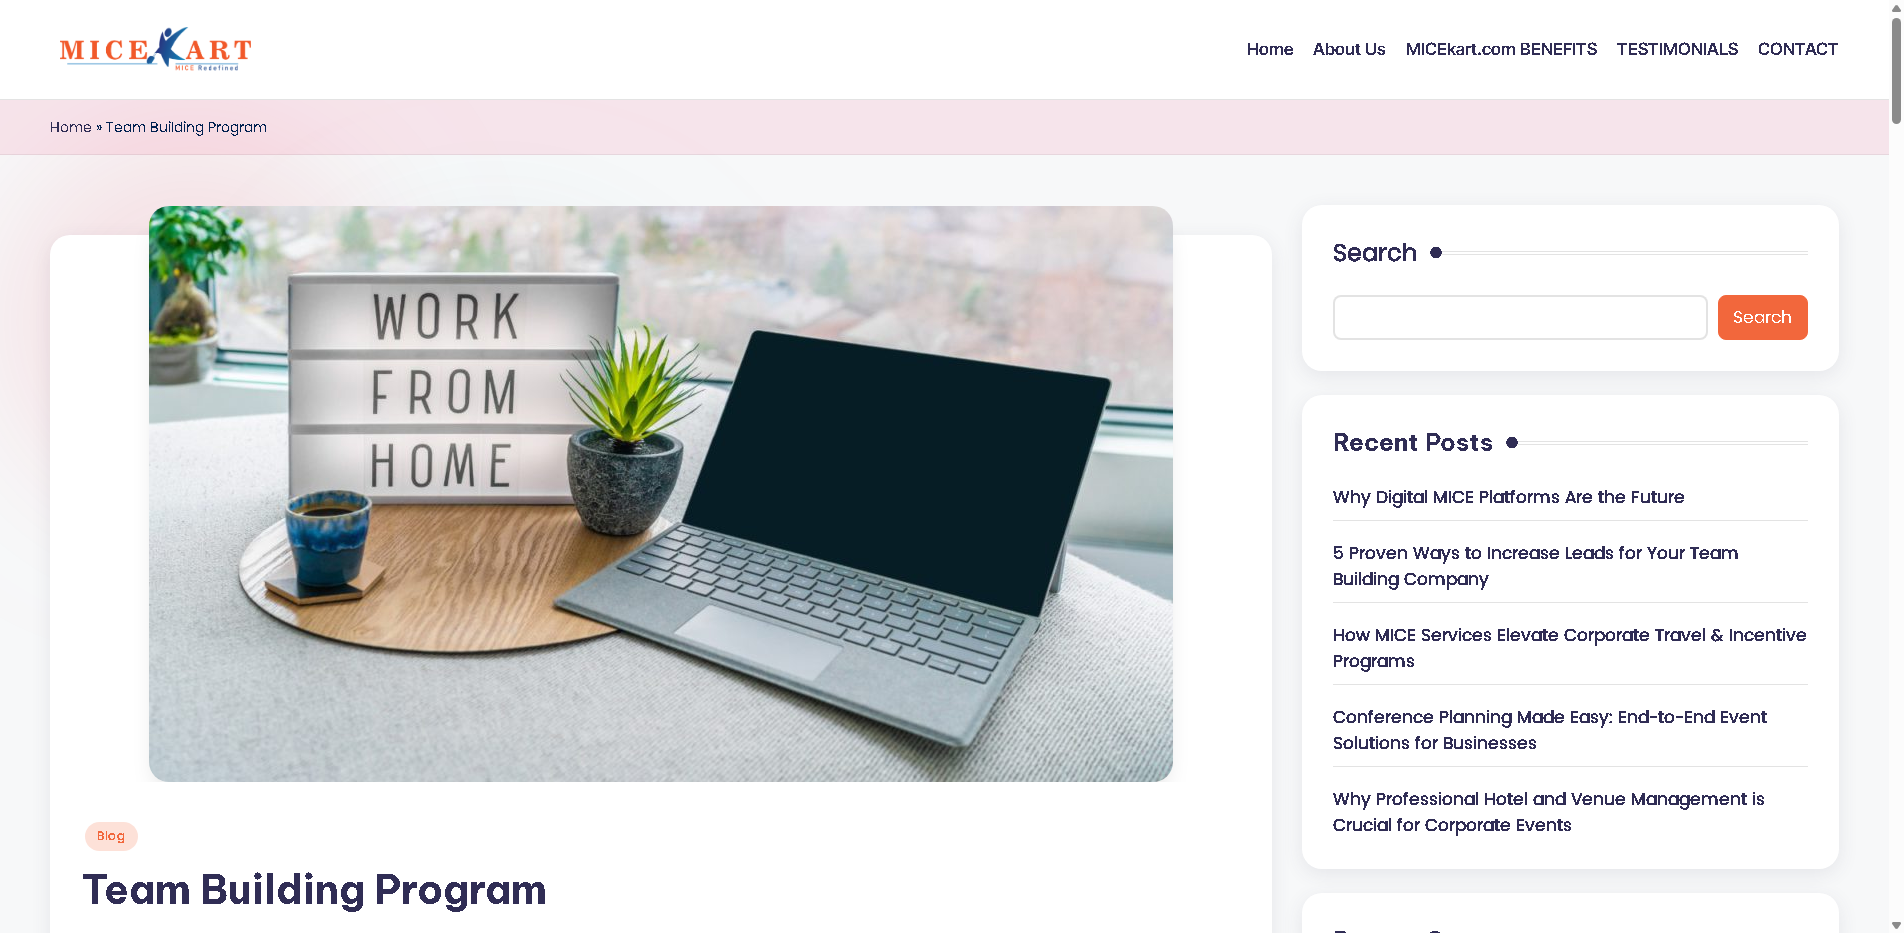 MICEKART
MICE Redefined
Home
About Us
MICEkart.com BENEFITS
TESTIMONIALS
CONTACT
Home » Team Building Program
WORK
FROM
HOME
Blog
Team Building Program
Search
Search
Recent Posts
Why Digital MICE Platforms Are the Future
5 Proven Ways to Increase Leads for Your Team
Building Company
How MICE Services Elevate Corporate Travel & Incentive
Programs
Conference Planning Made Easy: End-to-End Event
Solutions for Businesses
Why Professional Hotel and Venue Management is
Crucial for Corporate Events